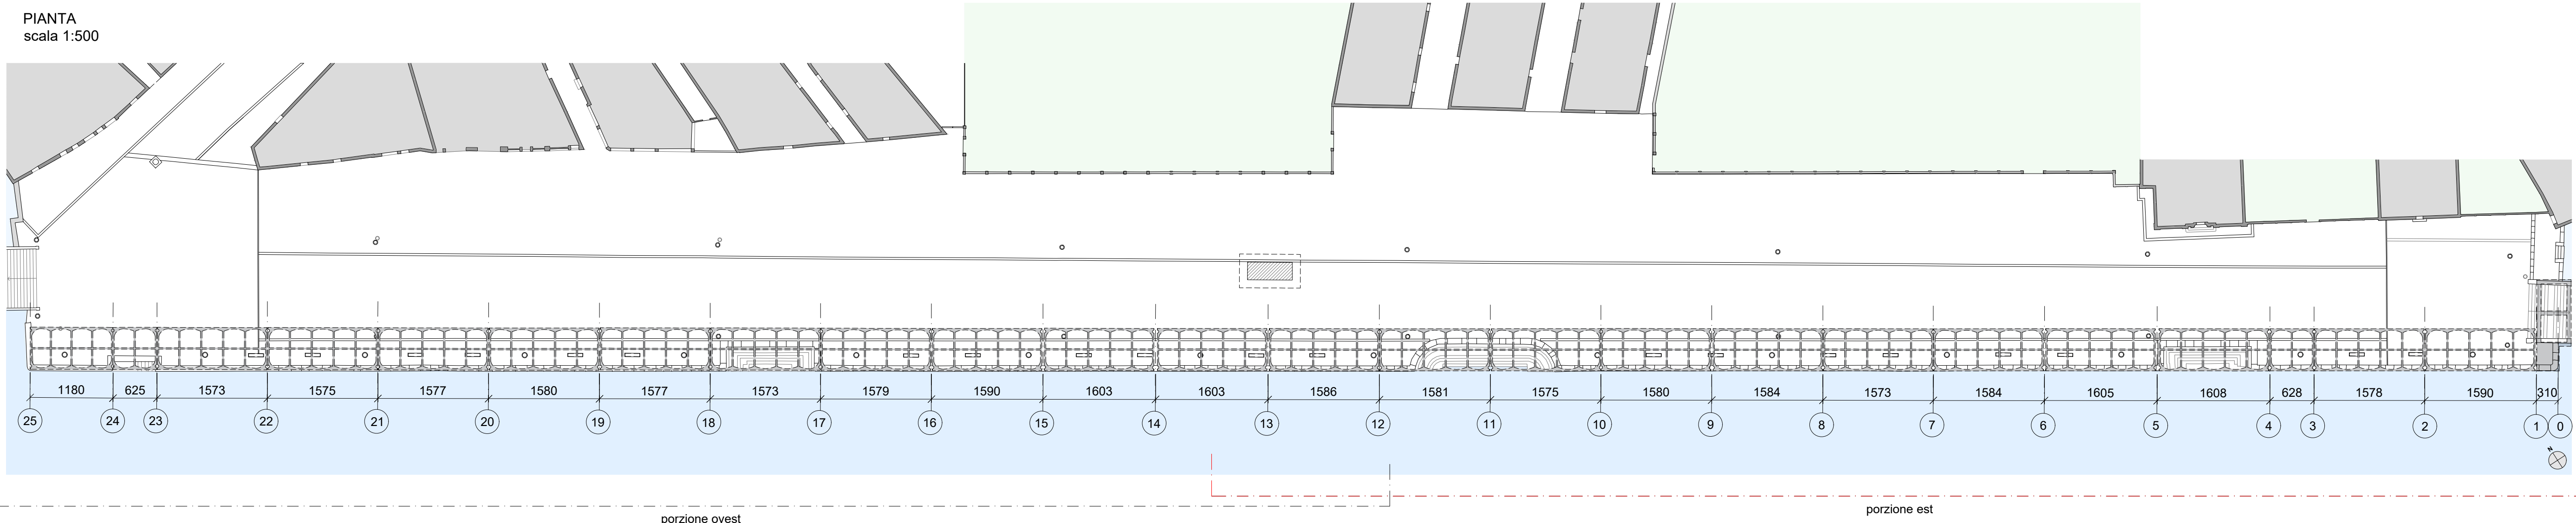 PIANTA
scala 1:500
1180 625 1573 1575 1577 1580 1577 1573 1579 1590 1603 1603 1586 1581 1575 1580 1584 1573 1584 1605 1608 628 1578 1590 310
25 24 23 22 21 20 19 18 17 16 15 14 13 12 11 10 9 8 7 6 5 4 3 2 1 0
N
porzione ovest porzione est